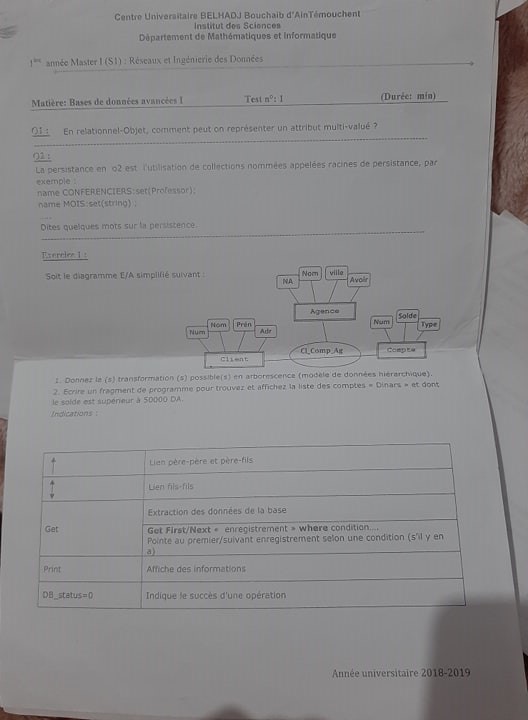 Centre Universitaire BELHADJ Bouchaib d'AinTémouchent
Institut des Sciences
Département de Mathématiques et Informatique
1ère année Master I (S1) : Réseaux et Ingénierie des Données
Matière: Bases de données avancées I Test n°: 1 (Durée: min)
Q1 : En relationnel-Objet, comment peut on représenter un attribut multi-valué ?
Q2 :
La persistance en o2 est l'utilisation de collections nommées appelées racines de persistance, par
exemple :
name CONFERENCIERS:set(Professor);
name MOTS:set(string) ;
....
Dites quelques mots sur la persistence.
Exercice 1 :
Soit le diagramme E/A simplifié suivant :
NA Nom ville Avoir
Agence
Num Nom Prén Adr
Client
Cl_Comp_Ag
Num Solde Type
Compte
1. Donnez le (s) transformation (s) possible(s) en arborescence (modèle de données hiérarchique).
2. Ecrire un fragment de programme pour trouvez et affichez la liste des comptes « Dinars » et dont
le solde est supérieur à 50000 DA.
Indications :
Lien père-père et père-fils
Lien fils-fils
Get
Extraction des données de la base
Get First/Next « enregistrement » where condition...
Pointe au premier/suivant enregistrement selon une condition (s'il y en
a)
Print Affiche des informations
DB_status=0 Indique le succès d'une opération
Année universitaire 2018-2019